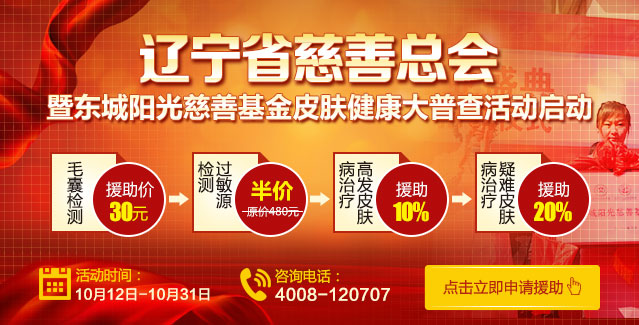 辽宁省慈善总会
暨东城阳光慈善基金皮肤健康大普查活动启动
毛囊检测
援助价
30元
过敏源
检测
半价
原价480元
高发皮肤
病治疗
援助
10%
疑难皮肤
病治疗
援助
20%
活动时间：
10月12日-10月31日
咨询电话：
4008-120707
点击立即申请援助